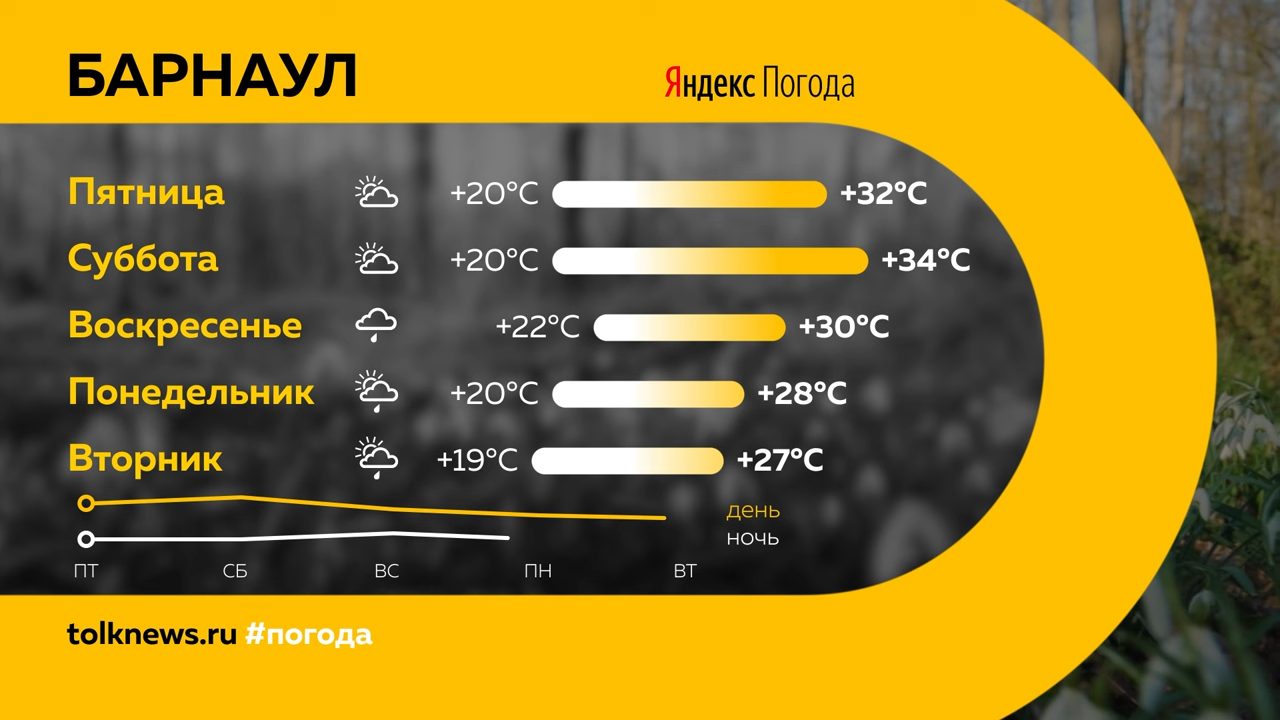 БАРНАУЛ
Яндекс Погода
Пятница +20°C +32°C
Суббота +20°C +34°C
Воскресенье +22°C +30°C
Понедельник +20°C +28°C
Вторник +19°C +27°C
день
ночь
ПТ СБ ВС ПН ВТ
tolknews.ru #погода